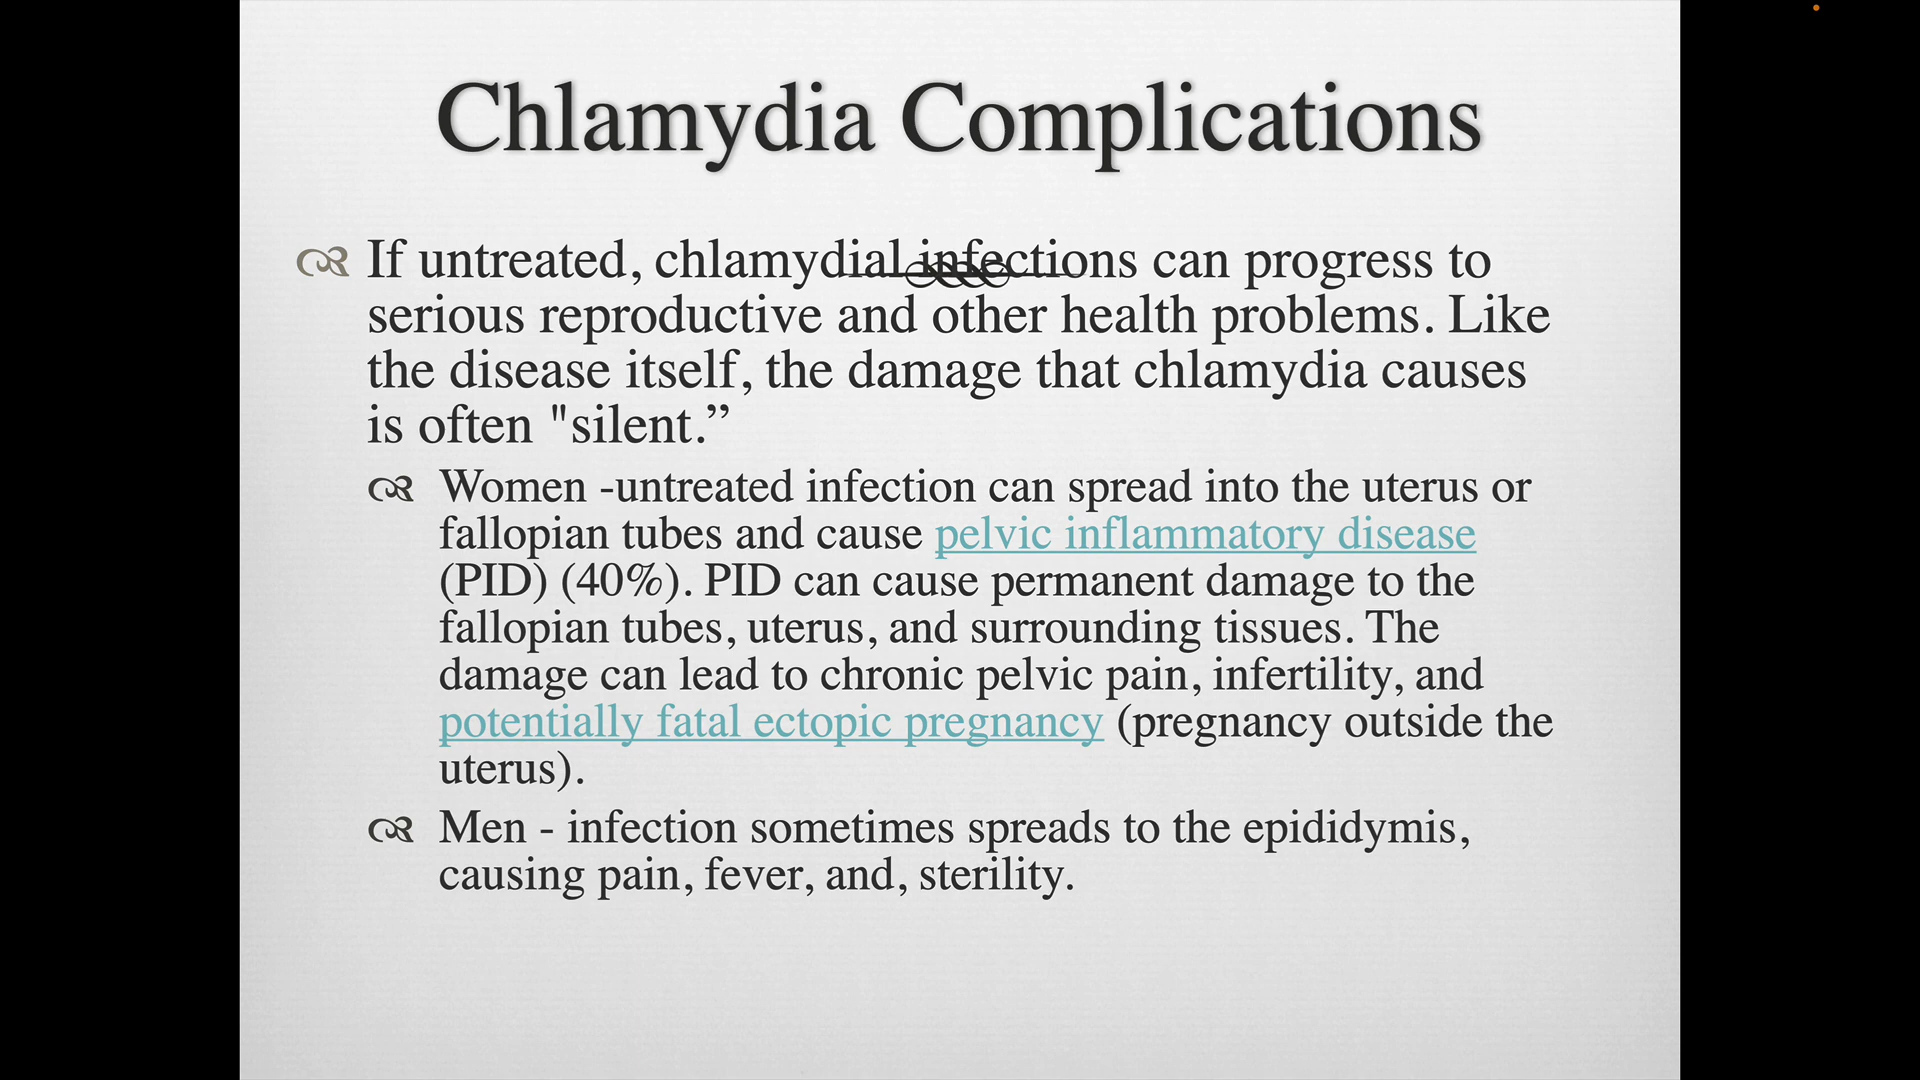 Chlamydia Complications
If untreated, chlamydial infections can progress to
serious reproductive and other health problems. Like
the disease itself, the damage that chlamydia causes
is often "silent.”
Women -untreated infection can spread into the uterus or
fallopian tubes and cause pelvic inflammatory disease
(PID) (40%). PID can cause permanent damage to the
fallopian tubes, uterus, and surrounding tissues. The
damage can lead to chronic pelvic pain, infertility, and
potentially fatal ectopic pregnancy (pregnancy outside the
uterus).
Men - infection sometimes spreads to the epididymis,
causing pain, fever, and, sterility.